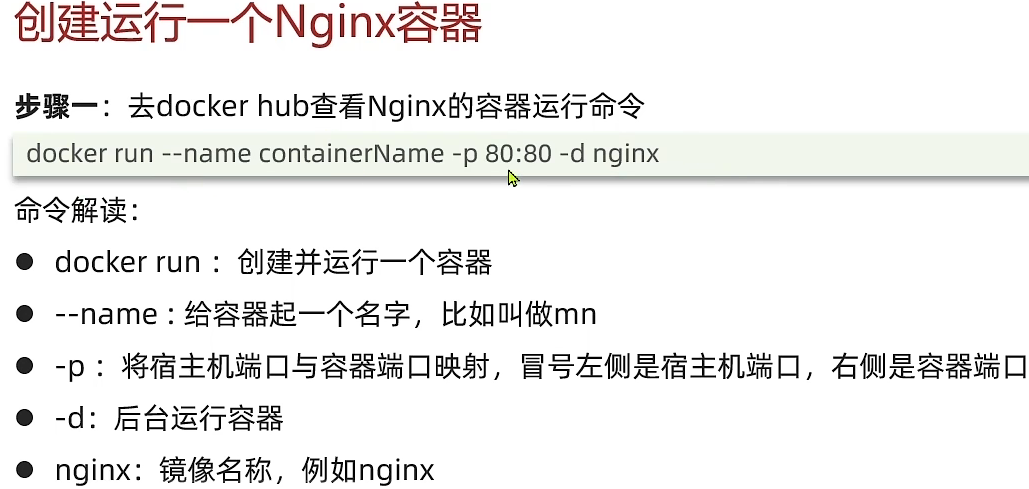 创建运行一个Nginx容器
步骤一：去docker hub查看Nginx的容器运行命令
docker run --name containerName -p 80:80 -d nginx
命令解读：
● docker run ：创建并运行一个容器
● --name : 给容器起一个名字，比如叫做mn
● -p ：将宿主机端口与容器端口映射，冒号左侧是宿主机端口，右侧是容器端口
● -d：后台运行容器
● nginx：镜像名称，例如nginx